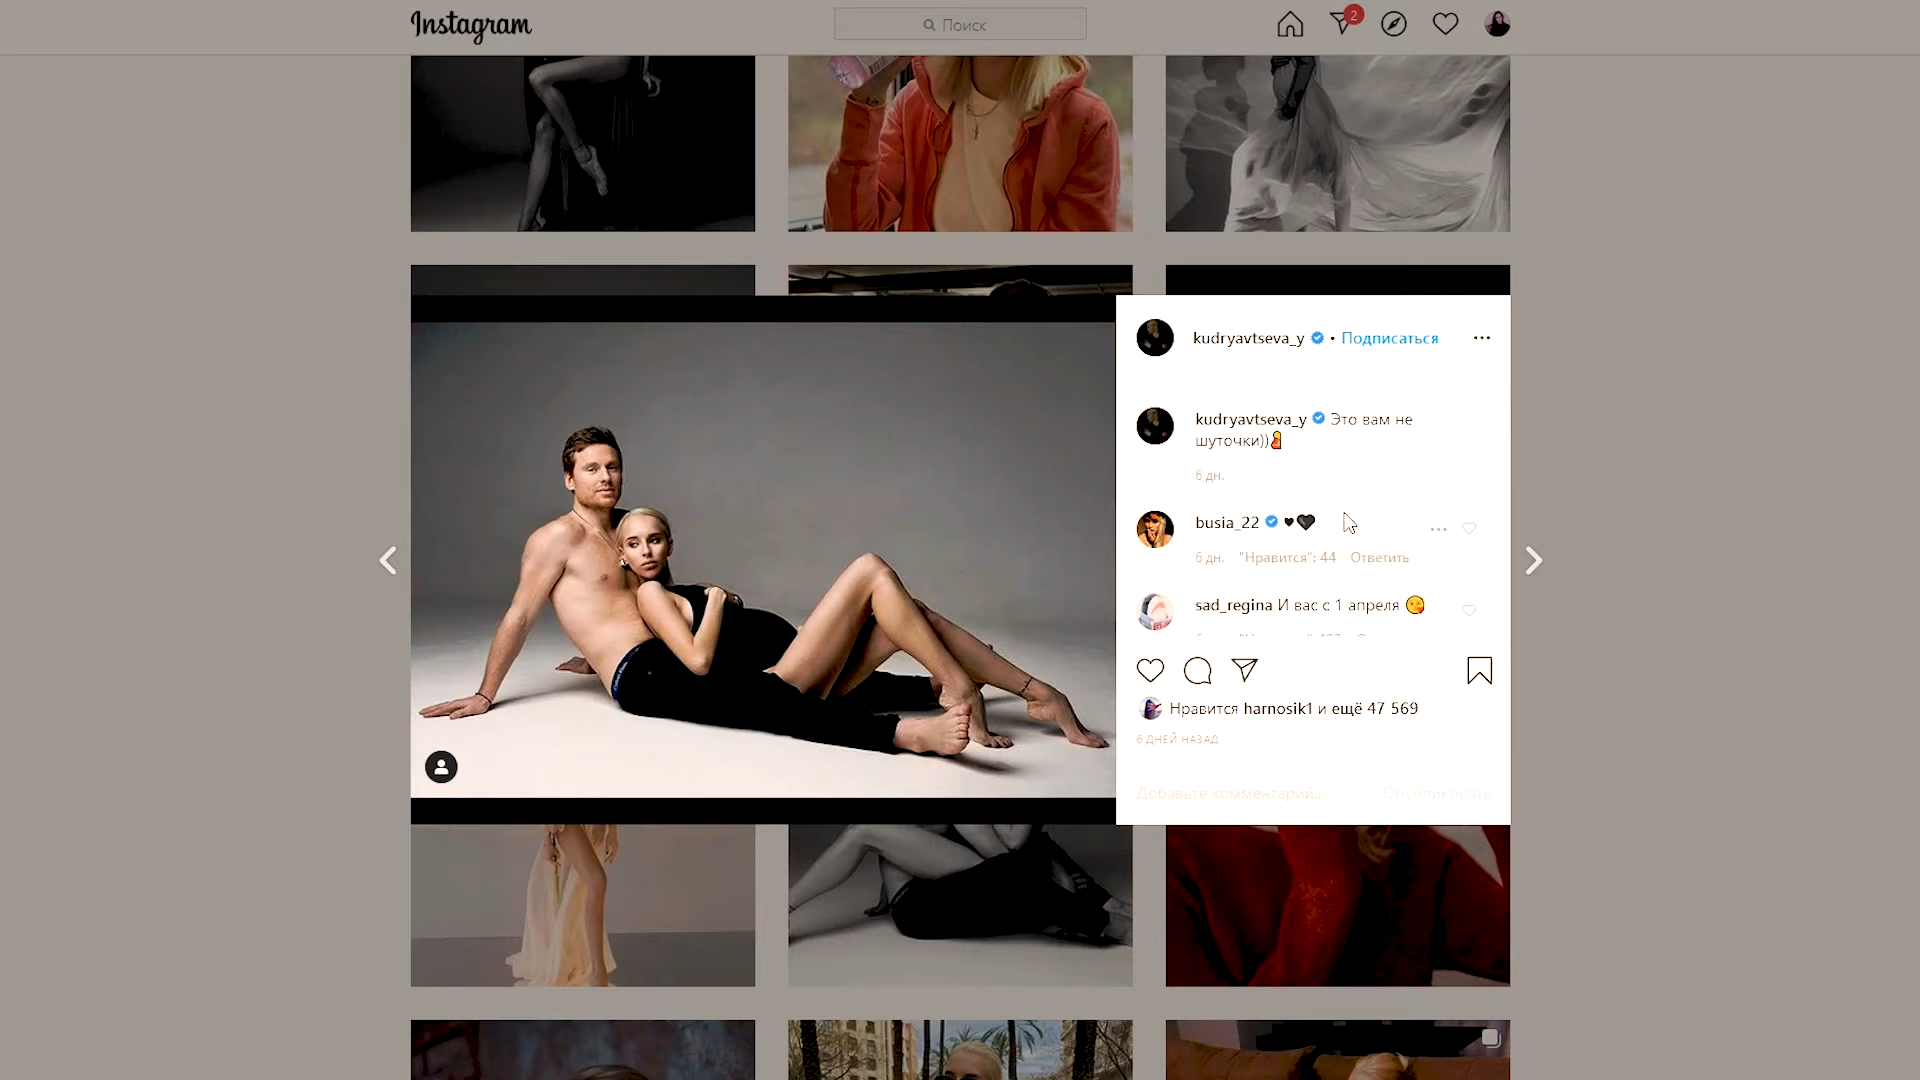 Instagram
Поиск
2
kudryavtseva_y • Подписаться
kudryavtseva_y Это вам не
шуточки))
6 дн.
busia_22
6 дн. "Нравится": 44 Ответить
sad_regina И вас с 1 апреля
Нравится harnosik1 и ещё 47 569
6 ДНЕЙ НАЗАД
Добавьте комментарий... Опубликовать